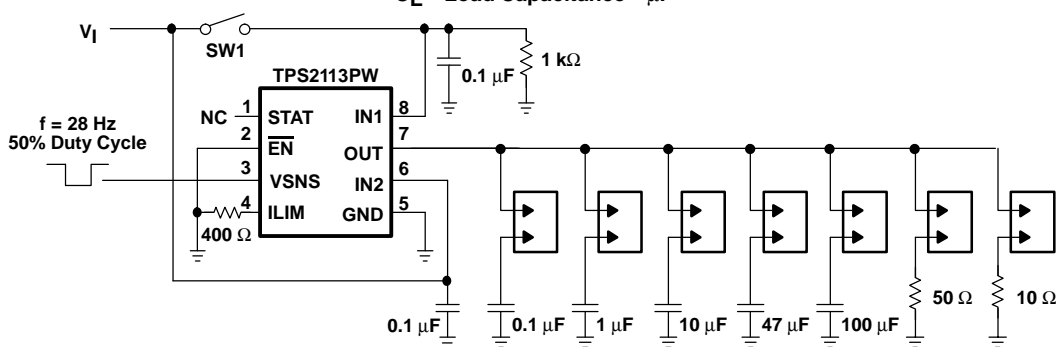 CL – Load Capacitance – μF
VI
SW1
0.1 μF
1 kΩ
TPS2113PW
NC
1
STAT
IN1
8
f = 28 Hz
50% Duty Cycle
2
EN
OUT
7
3
VSNS
IN2
6
4
ILIM
GND
5
400 Ω
0.1 μF
0.1 μF
1 μF
10 μF
47 μF
100 μF
50 Ω
10 Ω